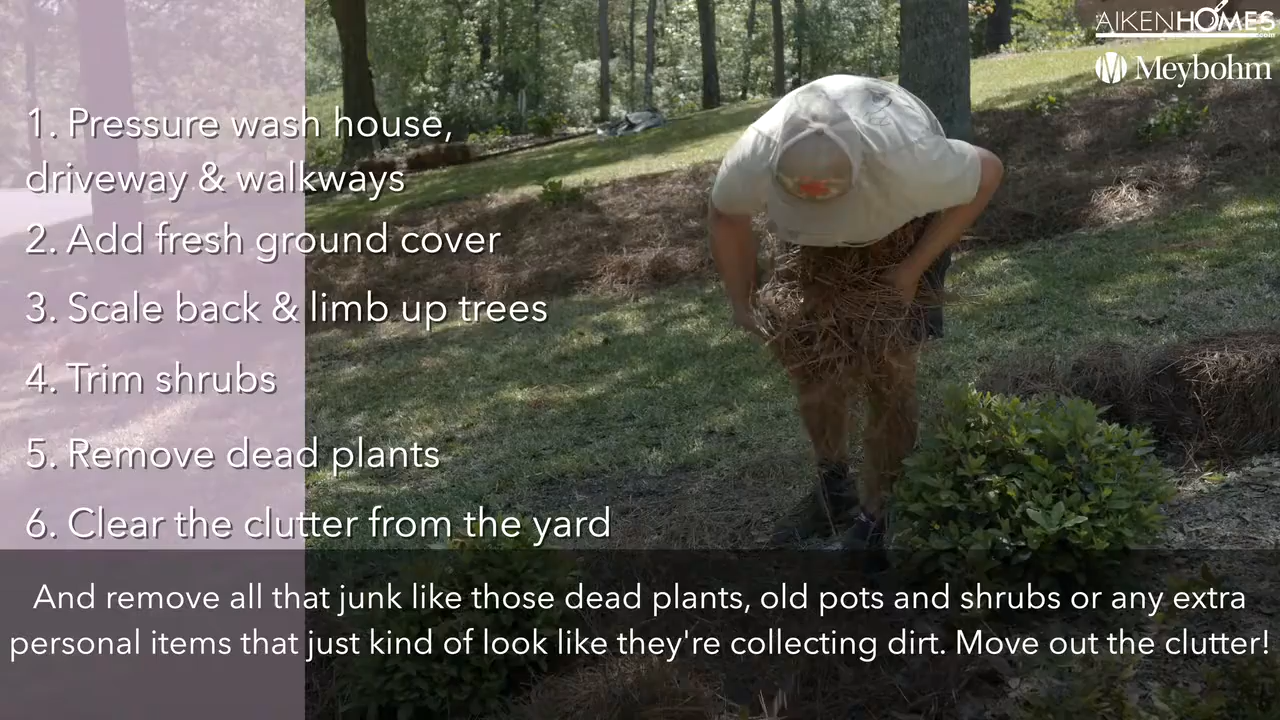 AIKENHOMES
.com
Meybohm
1. Pressure wash house,
driveway & walkways
2. Add fresh ground cover
3. Scale back & limb up trees
4. Trim shrubs
5. Remove dead plants
6. Clear the clutter from the yard
And remove all that junk like those dead plants, old pots and shrubs or any extra
personal items that just kind of look like they're collecting dirt. Move out the clutter!